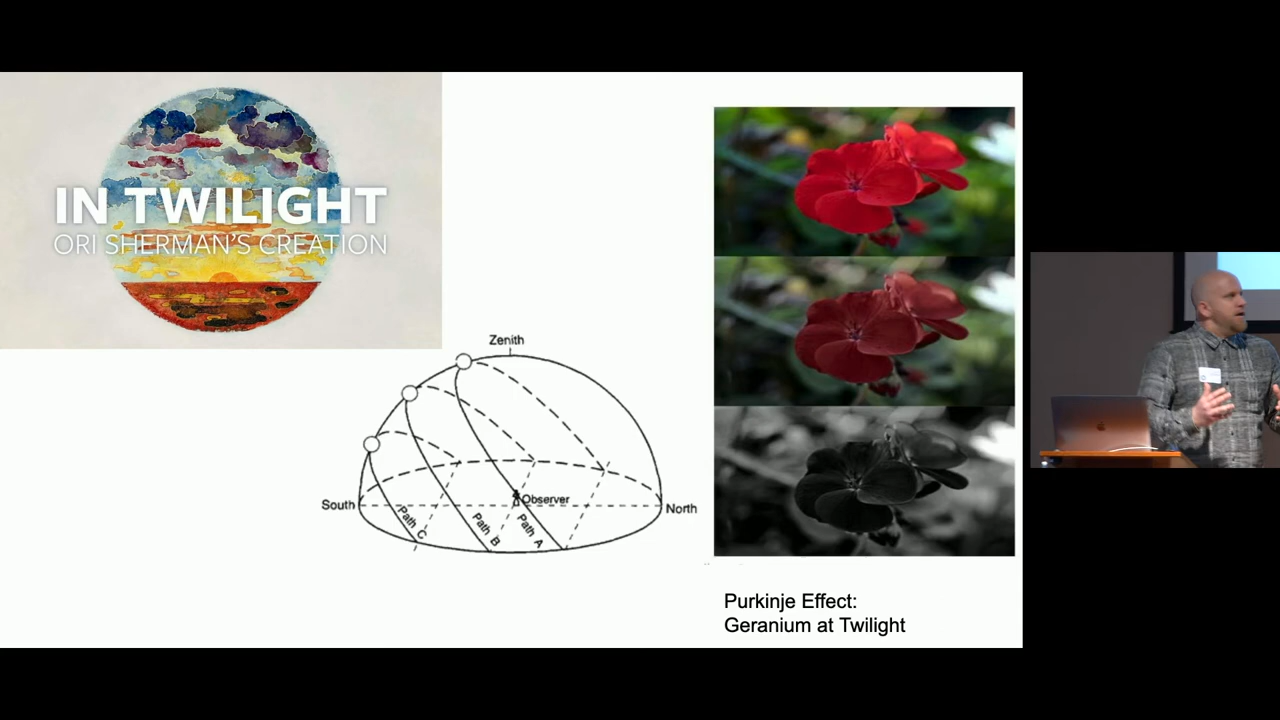 IN TWILIGHT
ORI SHERMAN'S CREATION
Zenith
South
Observer
North
Path C
Path B
Path A
Purkinje Effect:
Geranium at Twilight